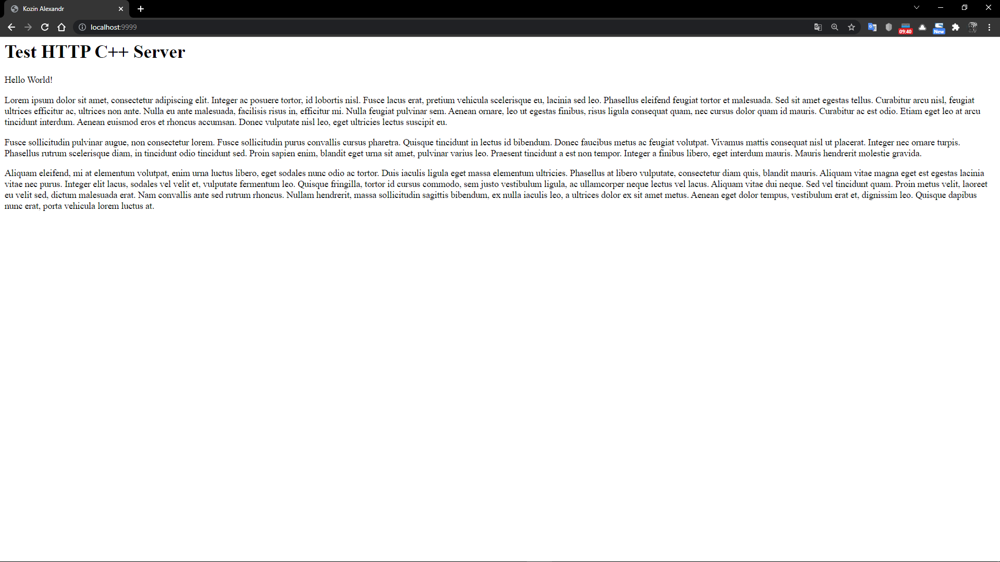 Kozin Alexandr
localhost:9999
09:40
New
Test HTTP C++ Server
Hello World!
Lorem ipsum dolor sit amet, consectetur adipiscing elit. Integer ac posuere tortor, id lobortis nisl. Fusce lacus erat, pretium vehicula scelerisque eu, lacinia sed leo. Phasellus eleifend feugiat tortor et malesuada. Sed sit amet egestas tellus. Curabitur arcu nisl, feugiat
ultrices efficitur ac, ultrices non ante. Nulla eu ante malesuada, facilisis risus in, efficitur mi. Nulla feugiat pulvinar sem. Aenean ornare, leo ut egestas finibus, risus ligula consequat quam, nec cursus dolor quam id mauris. Curabitur ac est odio. Etiam eget leo at arcu
tincidunt interdum. Aenean euismod eros et rhoncus accumsan. Donec vulputate nisl leo, eget ultricies lectus suscipit eu.
Fusce sollicitudin pulvinar augue, non consectetur lorem. Fusce sollicitudin purus convallis cursus pharetra. Quisque tincidunt in lectus id bibendum. Donec faucibus metus ac feugiat volutpat. Vivamus mattis consequat nisl ut placerat. Integer nec ornare turpis.
Phasellus rutrum scelerisque diam, in tincidunt odio tincidunt sed. Proin sapien enim, blandit eget urna sit amet, pulvinar varius leo. Praesent tincidunt a est non tempor. Integer a finibus libero, eget interdum mauris. Mauris hendrerit molestie gravida.
Aliquam eleifend, mi at elementum volutpat, enim urna luctus libero, eget sodales nunc odio ac tortor. Duis iaculis ligula eget massa elementum ultricies. Phasellus at libero vulputate, consectetur diam quis, blandit mauris. Aliquam vitae magna eget est egestas lacinia
vitae nec purus. Integer elit lacus, sodales vel velit et, vulputate fermentum leo. Quisque fringilla, tortor id cursus commodo, sem justo vestibulum ligula, ac ullamcorper neque lectus vel lacus. Aliquam vitae dui neque. Sed vel tincidunt quam. Proin metus velit, laoreet
eu velit sed, dictum malesuada erat. Nam convallis ante sed rutrum rhoncus. Nullam hendrerit, massa sollicitudin sagittis bibendum, ex nulla iaculis leo, a ultrices dolor ex sit amet metus. Aenean eget dolor tempus, vestibulum erat et, dignissim leo. Quisque dapibus
nunc erat, porta vehicula lorem luctus at.